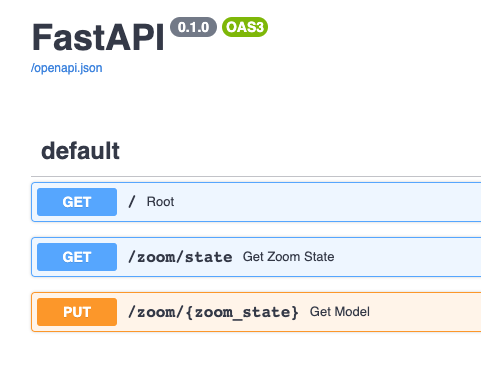 FastAPI 0.1.0 OAS3
/openapi.json
default
GET / Root
GET /zoom/state Get Zoom State
PUT /zoom/{zoom_state} Get Model